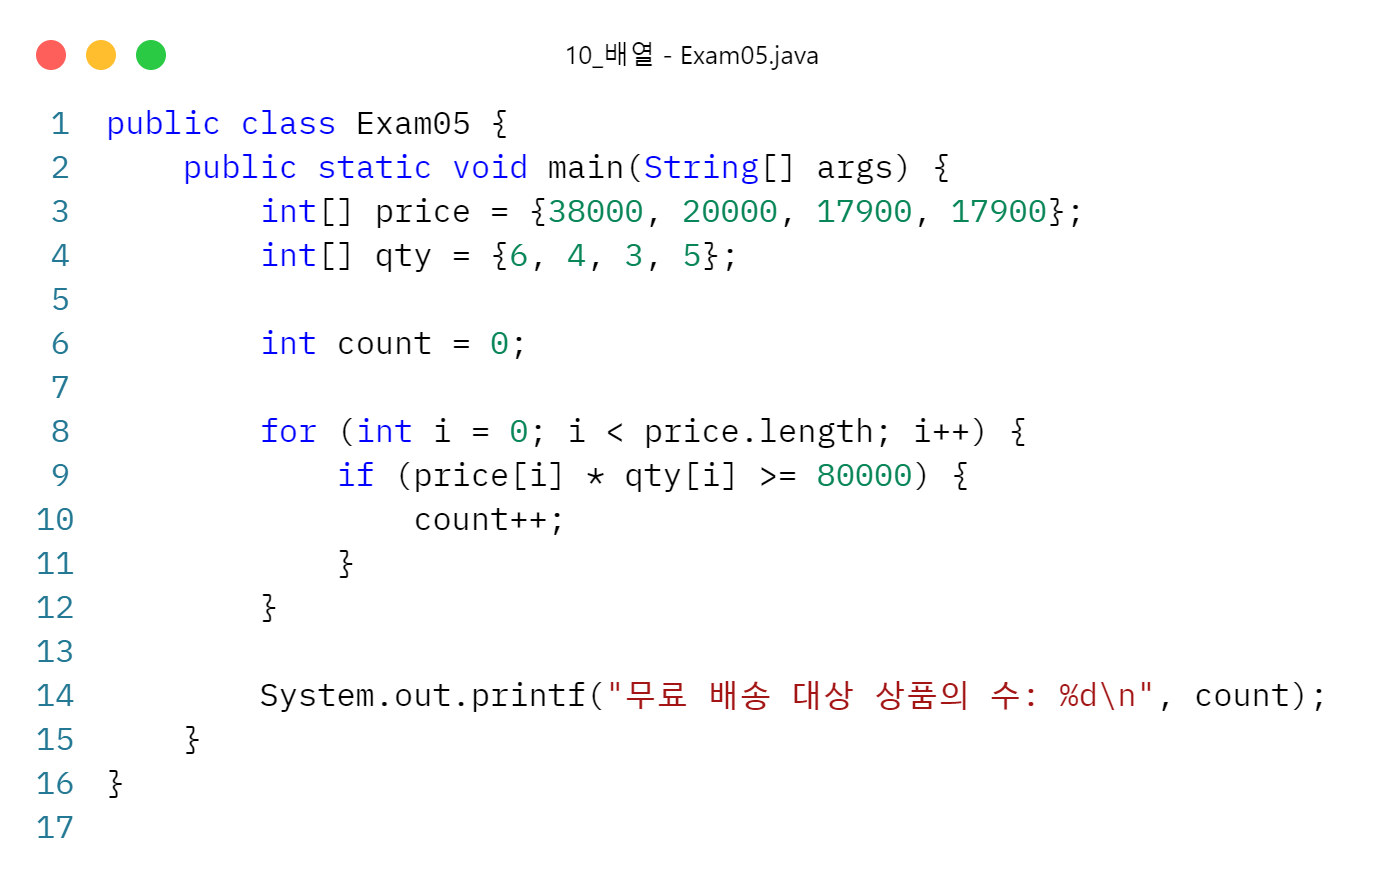 10_배열 - Exam05.java
1 public class Exam05 {
2     public static void main(String[] args) {
3         int[] price = {38000, 20000, 17900, 17900};
4         int[] qty = {6, 4, 3, 5};
5
6         int count = 0;
7
8         for (int i = 0; i < price.length; i++) {
9             if (price[i] * qty[i] >= 80000) {
10                 count++;
11             }
12         }
13
14         System.out.printf("무료 배송 대상 상품의 수: %d\n", count);
15     }
16 }
17